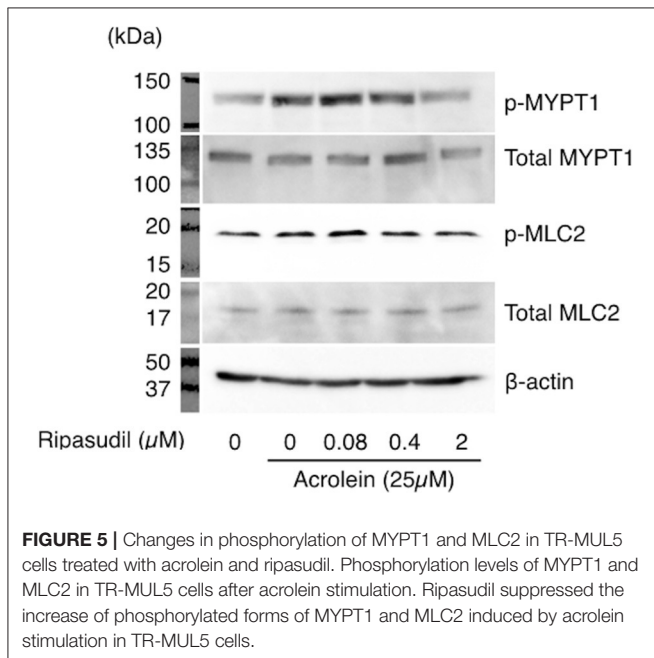 (kDa)
150
100
p-MYPT1
135
100
Total MYPT1
20
15
p-MLC2
20
17
Total MLC2
50
37
β-actin
Ripasudil (μM) 0 0 0.08 0.4 2
Acrolein (25μM)
FIGURE 5 | Changes in phosphorylation of MYPT1 and MLC2 in TR-MUL5
cells treated with acrolein and ripasudil. Phosphorylation levels of MYPT1 and
MLC2 in TR-MUL5 cells after acrolein stimulation. Ripasudil suppressed the
increase of phosphorylated forms of MYPT1 and MLC2 induced by acrolein
stimulation in TR-MUL5 cells.